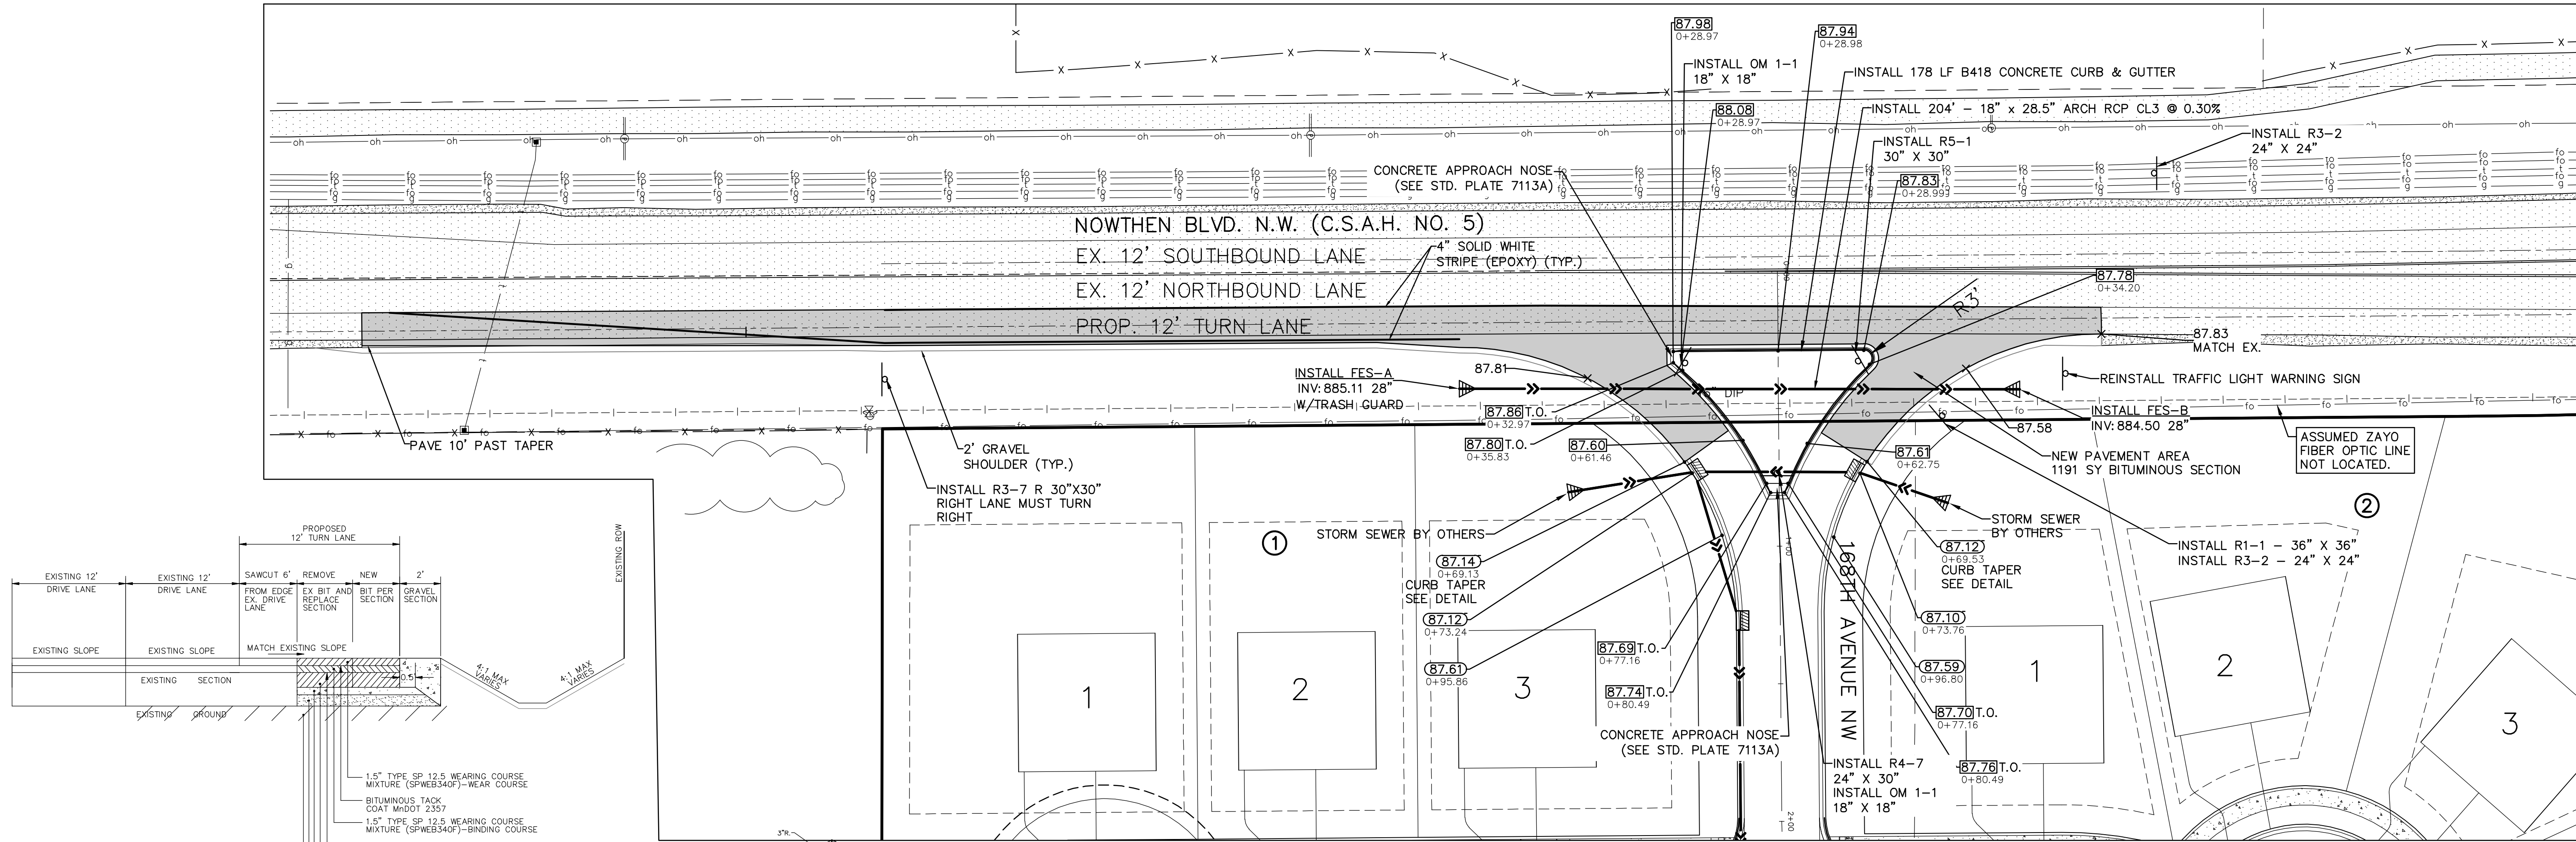 87.98
0+28.97
87.94
0+28.98
INSTALL OM 1-1
18" X 18"
INSTALL 178 LF B418 CONCRETE CURB & GUTTER
88.08
0+28.97
INSTALL 204' - 18" x 28.5" ARCH RCP CL3 @ 0.30%
INSTALL R5-1
30" X 30"
INSTALL R3-2
24" X 24"
CONCRETE APPROACH NOSE
(SEE STD. PLATE 7113A)
87.83
0+28.99
NOWTHEN BLVD. N.W. (C.S.A.H. NO. 5)
EX. 12' SOUTHBOUND LANE
4" SOLID WHITE
STRIPE (EPOXY) (TYP.)
EX. 12' NORTHBOUND LANE
87.78
0+34.20
R3'
PROP. 12' TURN LANE
87.83
MATCH EX.
87.81
INSTALL FES-A
INV: 885.11 28"
W/TRASH GUARD
REINSTALL TRAFFIC LIGHT WARNING SIGN
DIP
87.86 T.O.
0+32.97
INSTALL FES-B
INV: 884.50 28"
87.58
87.80 T.O.
0+35.83
87.60
0+61.46
87.61
0+62.75
ASSUMED ZAYO
FIBER OPTIC LINE
NOT LOCATED.
PAVE 10' PAST TAPER
2' GRAVEL
SHOULDER (TYP.)
NEW PAVEMENT AREA
1191 SY BITUMINOUS SECTION
INSTALL R3-7 R 30"X30"
RIGHT LANE MUST TURN
RIGHT
STORM SEWER BY OTHERS
STORM SEWER
BY OTHERS
1
2
INSTALL R1-1 - 36" X 36"
INSTALL R3-2 - 24" X 24"
87.14
0+69.13
CURB TAPER
SEE DETAIL
87.12
0+69.53
CURB TAPER
SEE DETAIL
1+00
168TH AVENUE NW
87.12
0+73.24
87.10
0+73.76
87.69 T.O.
0+77.16
87.61
0+95.86
87.59
0+96.80
87.74 T.O.
0+80.49
87.70 T.O.
0+77.16
CONCRETE APPROACH NOSE
(SEE STD. PLATE 7113A)
87.76 T.O.
0+80.49
INSTALL R4-7
24" X 30"
INSTALL OM 1-1
18" X 18"
2+00
1
2
3
1
2
3
3"R.
PROPOSED
12' TURN LANE
EXISTING 12'
DRIVE LANE
EXISTING 12'
DRIVE LANE
SAWCUT 6'
FROM EDGE
EX. DRIVE
LANE
REMOVE
EX BIT AND
REPLACE
SECTION
NEW
BIT PER
SECTION
2'
GRAVEL
SECTION
EXISTING ROW
EXISTING SLOPE
EXISTING SLOPE
MATCH EXISTING SLOPE
EXISTING SECTION
0.5'
4:1 MAX
VARIES
4:1 MAX
VARIES
EXISTING GROUND
1.5" TYPE SP 12.5 WEARING COURSE
MIXTURE (SPWEB340F)-WEAR COURSE
BITUMINOUS TACK
COAT MnDOT 2357
1.5" TYPE SP 12.5 WEARING COURSE
MIXTURE (SPWEB340F)-BINDING COURSE